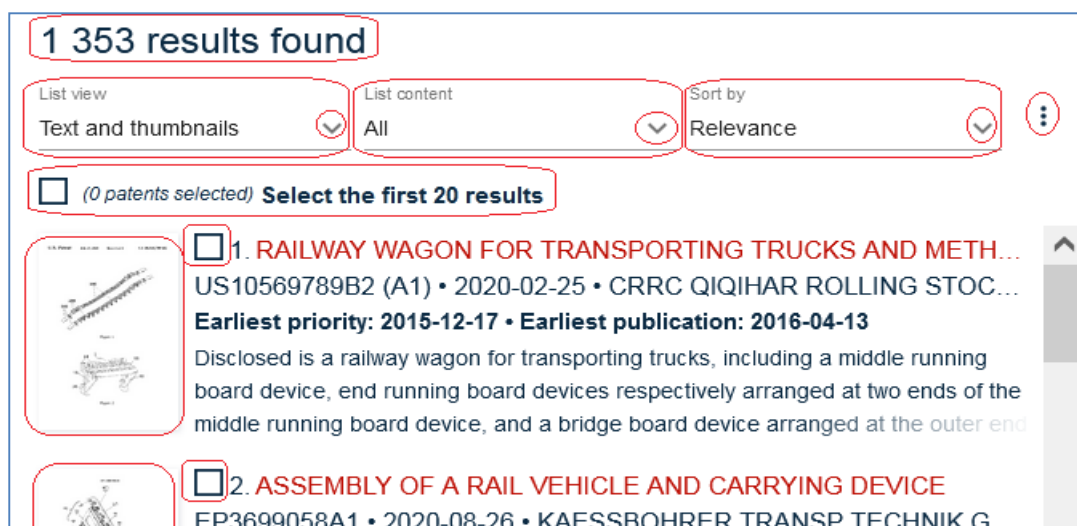 1 353 results found
List view List content Sort by
Text and thumbnails All Relevance
(0 patents selected) Select the first 20 results
1. RAILWAY WAGON FOR TRANSPORTING TRUCKS AND METH...
US10569789B2 (A1) • 2020-02-25 • CRRC QIQIHAR ROLLING STOC...
Earliest priority: 2015-12-17 • Earliest publication: 2016-04-13
Disclosed is a railway wagon for transporting trucks, including a middle running
board device, end running board devices respectively arranged at two ends of the
middle running board device, and a bridge board device arranged at the outer end
2. ASSEMBLY OF A RAIL VEHICLE AND CARRYING DEVICE
EP3699058A1 • 2020-08-26 • KAESSBOHRER TRANSP TECHNIK G